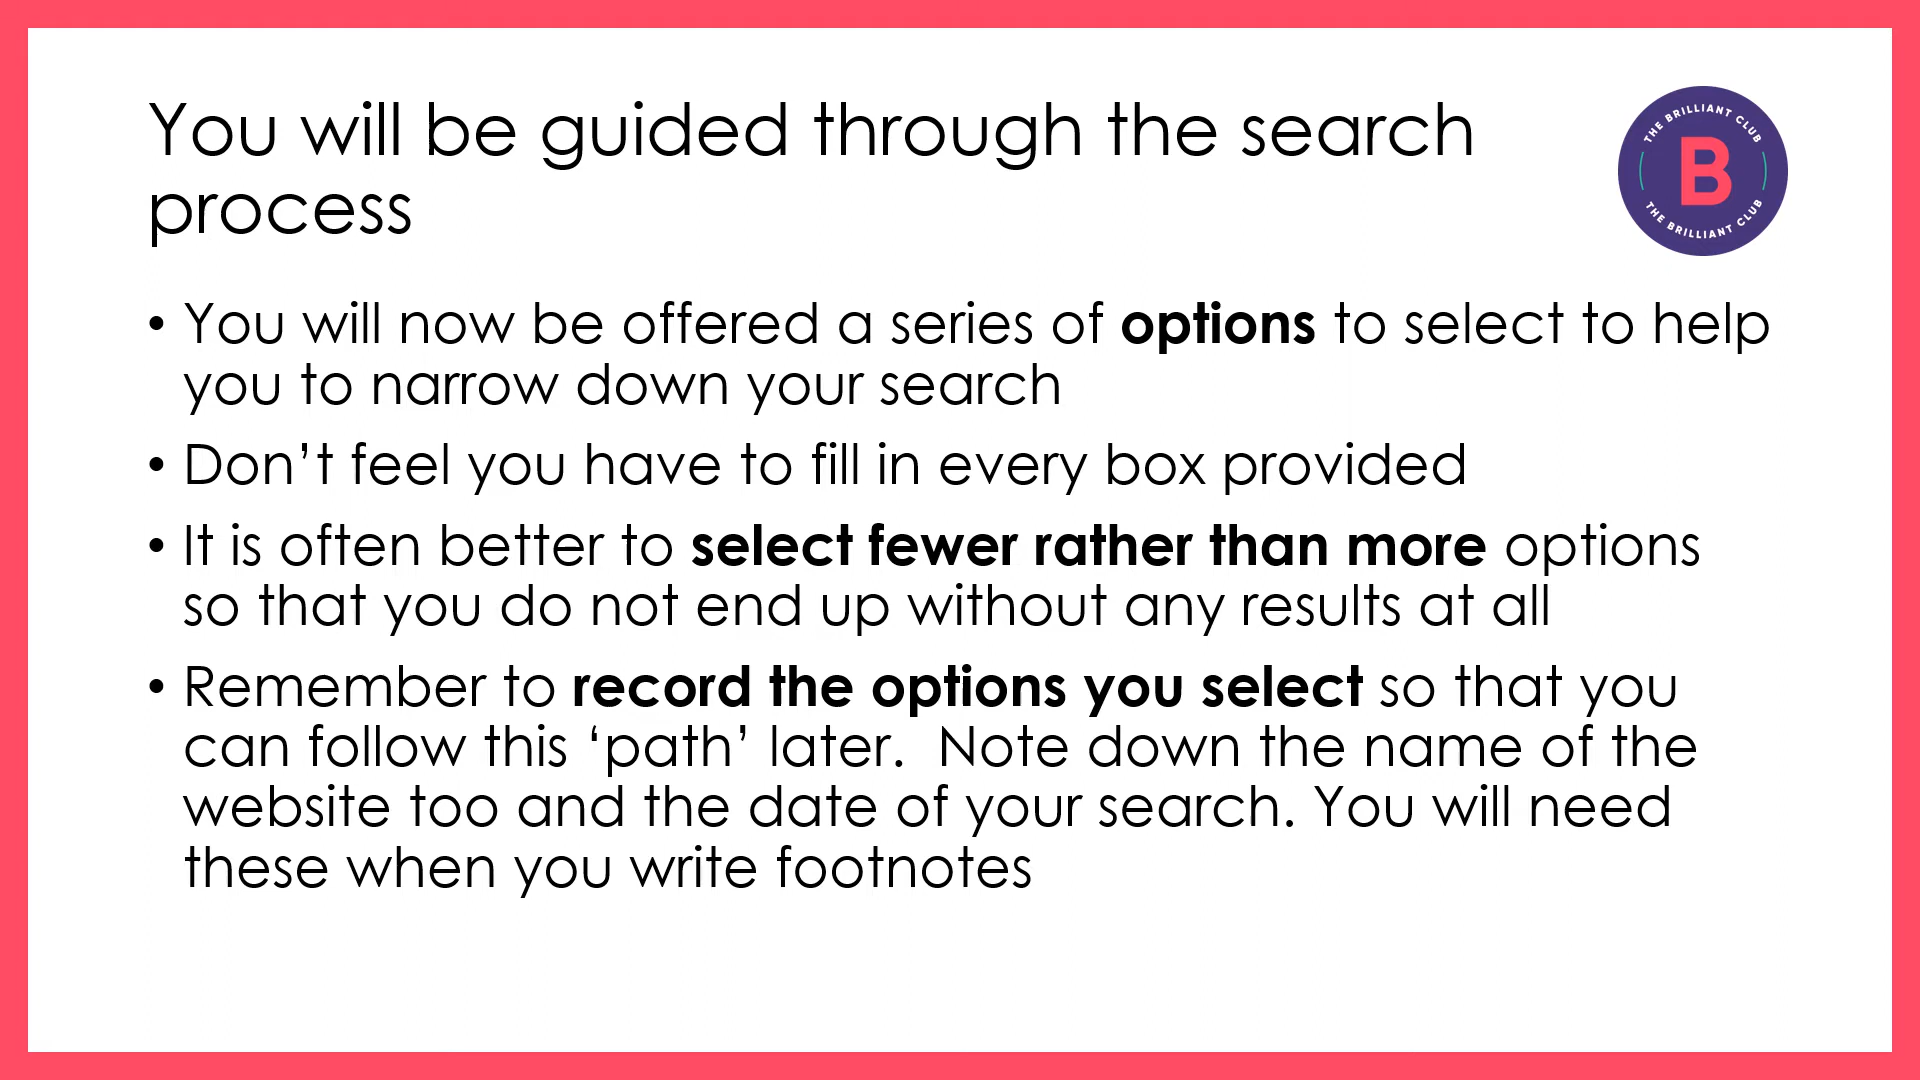 You will be guided through the search
process
THE BRILLIANT CLUB
B
THE BRILLIANT CLUB
• You will now be offered a series of options to select to help
you to narrow down your search
• Don’t feel you have to fill in every box provided
• It is often better to select fewer rather than more options
so that you do not end up without any results at all
• Remember to record the options you select so that you
can follow this ‘path’ later.  Note down the name of the
website too and the date of your search. You will need
these when you write footnotes